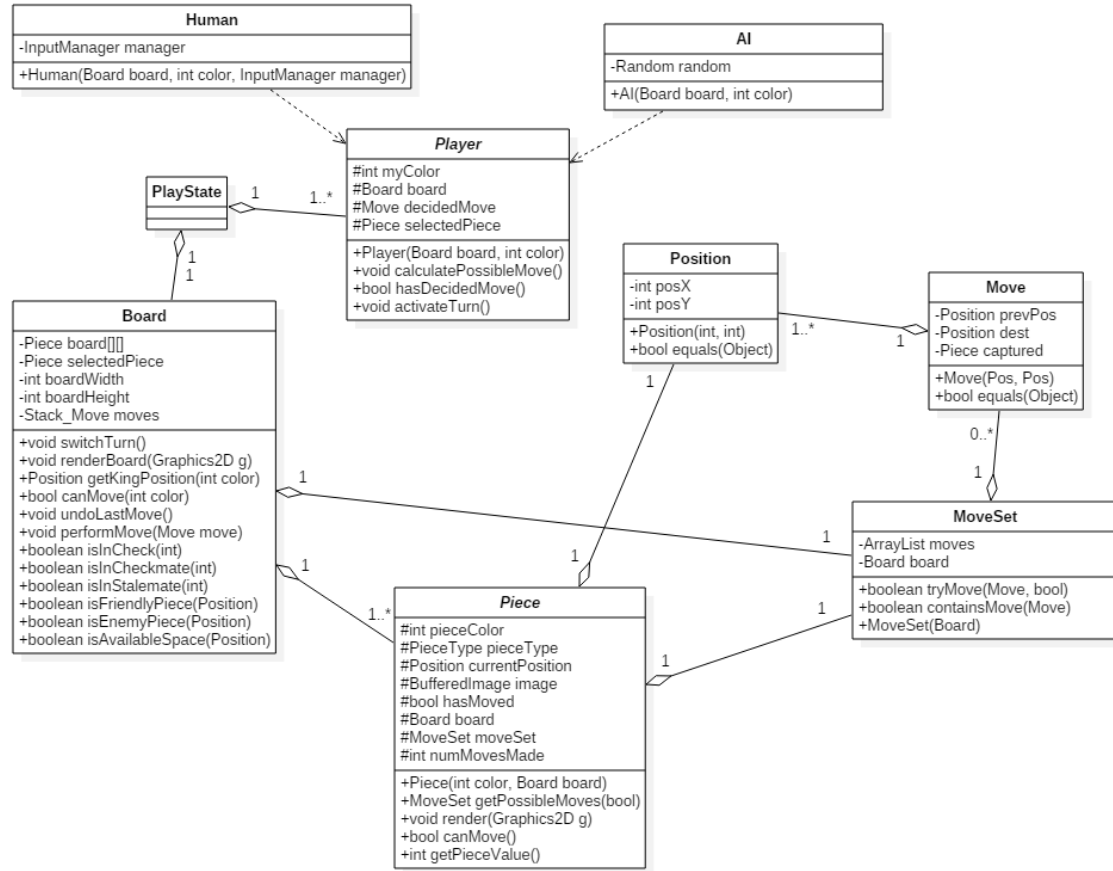 Human
-InputManager manager
+Human(Board board, int color, InputManager manager)
AI
-Random random
+AI(Board board, int color)
Player
#int myColor
#Board board
#Move decidedMove
#Piece selectedPiece
+Player(Board board, int color)
+void calculatePossibleMove()
+bool hasDecidedMove()
+void activateTurn()
PlayState
1
1..*
1
1
Board
-Piece board[][]
-Piece selectedPiece
-int boardWidth
-int boardHeight
-Stack_Move moves
+void switchTurn()
+void renderBoard(Graphics2D g)
+Position getKingPosition(int color)
+bool canMove(int color)
+void undoLastMove()
+void performMove(Move move)
+boolean isInCheck(int)
+boolean isInCheckmate(int)
+boolean isInStalemate(int)
+boolean isFriendlyPiece(Position)
+boolean isEnemyPiece(Position)
+boolean isAvailableSpace(Position)
Position
-int posX
-int posY
+Position(int, int)
+bool equals(Object)
1..*
1
Move
-Position prevPos
-Position dest
-Piece captured
+Move(Pos, Pos)
+bool equals(Object)
1
0..*
1
1
1
MoveSet
-ArrayList moves
-Board board
+boolean tryMove(Move, bool)
+boolean containsMove(Move)
+MoveSet(Board)
1
1..*
1
1
1
Piece
#int pieceColor
#PieceType pieceType
#Position currentPosition
#BufferedImage image
#bool hasMoved
#Board board
#MoveSet moveSet
#int numMovesMade
+Piece(int color, Board board)
+MoveSet getPossibleMoves(bool)
+void render(Graphics2D g)
+bool canMove()
+int getPieceValue()